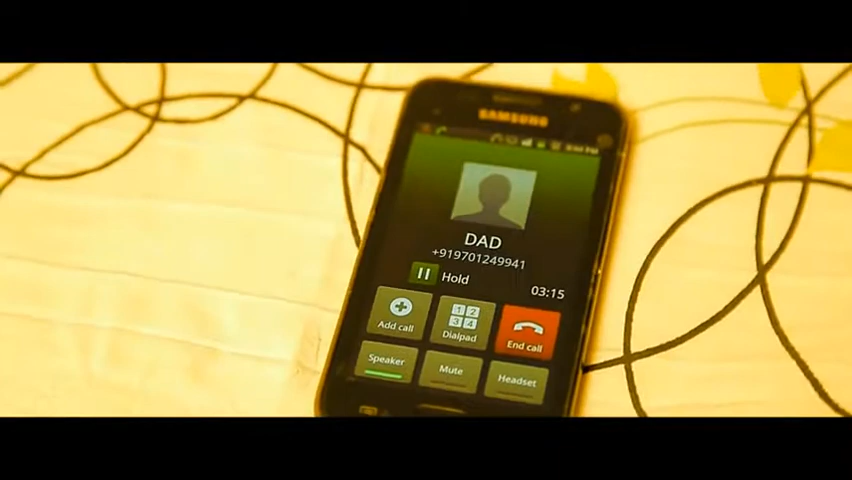 SAMSUNG
DAD
+919701249941
Hold
03:15
Add call
1 2
3 4
Dialpad
End call
Speaker
Mute
Headset